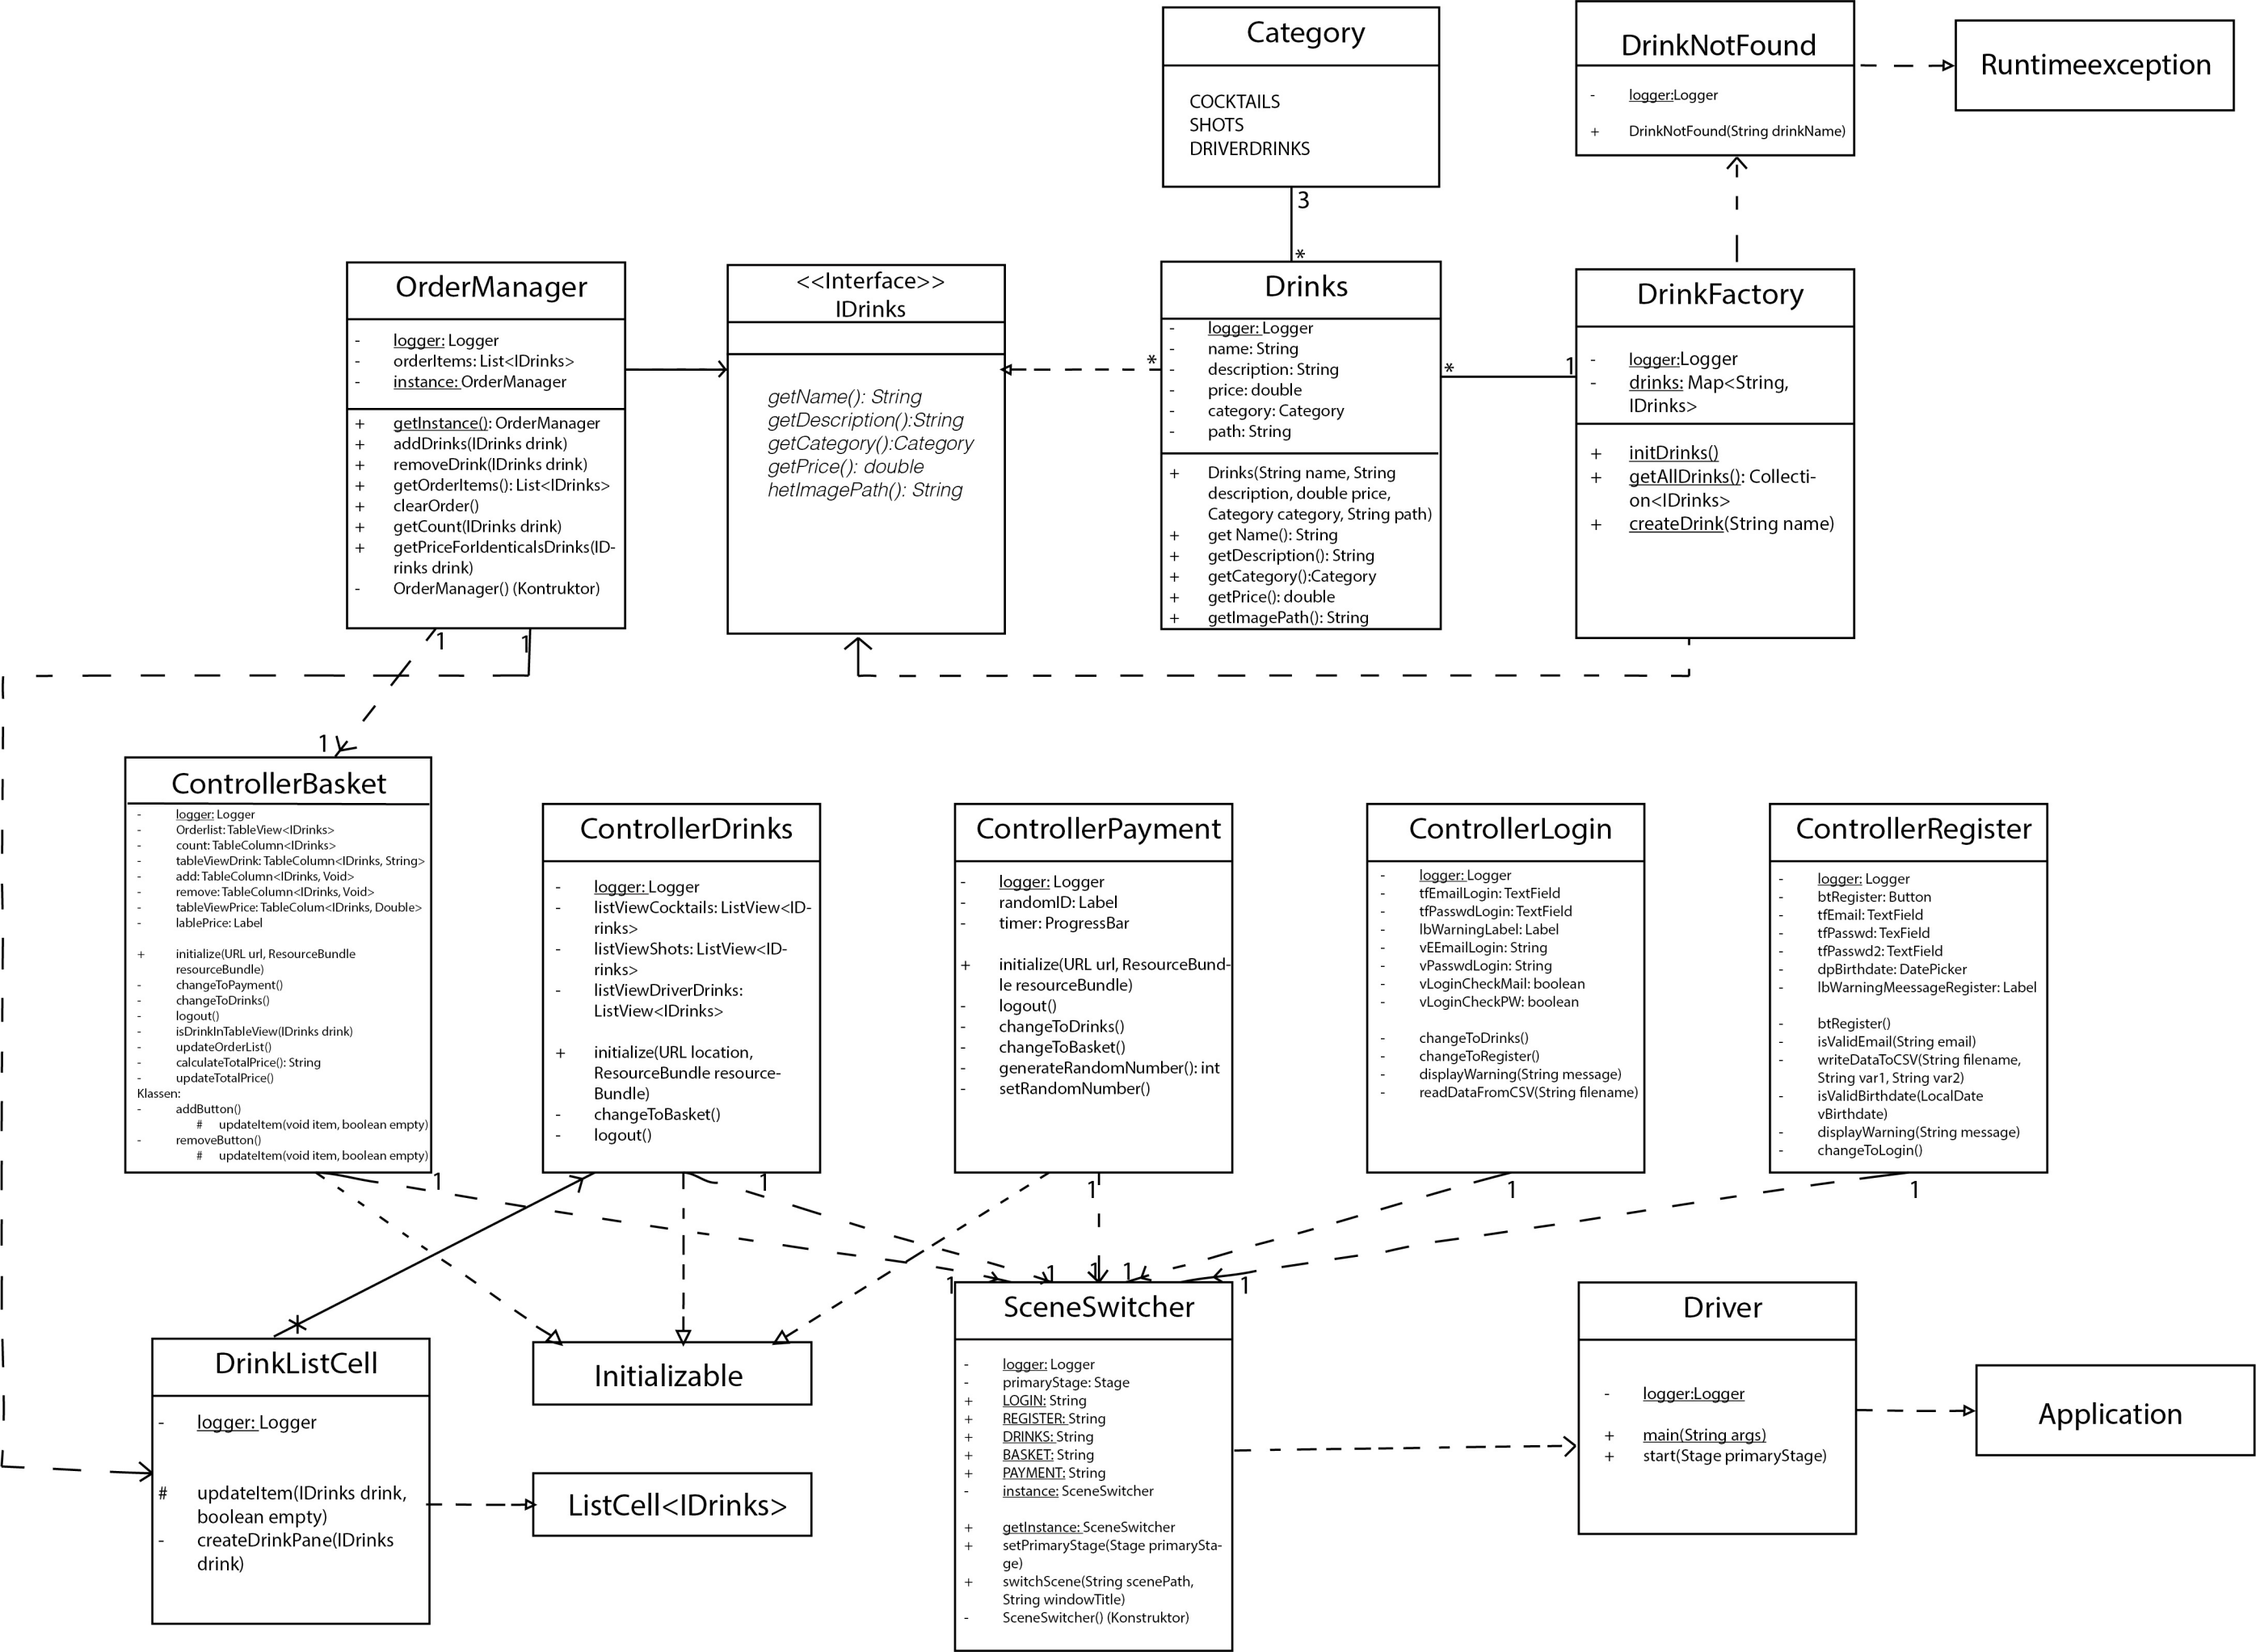 Category
COCKTAILS
SHOTS
DRIVERDRINKS
3
*
DrinkNotFound
- logger:Logger
+ DrinkNotFound(String drinkName)
Runtimeexception
OrderManager
- logger: Logger
- orderItems: List<IDrinks>
- instance: OrderManager
+ getInstance(): OrderManager
+ addDrinks(IDrinks drink)
+ removeDrink(IDrinks drink)
+ getOrderItems(): List<IDrinks>
+ clearOrder()
+ getCount(IDrinks drink)
+ getPriceForIdenticalsDrinks(ID-
rinks drink)
- OrderManager() (Kontruktor)
1
1
<<Interface>>
IDrinks
getName(): String
getDescription():String
getCategory():Category
getPrice(): double
hetImagePath(): String
*
Drinks
- logger: Logger
- name: String
- description: String
- price: double
- category: Category
- path: String
+ Drinks(String name, String
description, double price,
Category category, String path)
+ get Name(): String
+ getDescription(): String
+ getCategory():Category
+ getPrice(): double
+ getImagePath(): String
*
1
DrinkFactory
- logger:Logger
- drinks: Map<String,
IDrinks>
+ initDrinks()
+ getAllDrinks(): Collecti-
on<IDrinks>
+ createDrink(String name)
1
ControllerBasket
- logger: Logger
- Orderlist: TableView<IDrinks>
- count: TableColumn<IDrinks>
- tableViewDrink: TableColumn<IDrinks, String>
- add: TableColumn<IDrinks, Void>
- remove: TableColumn<IDrinks, Void>
- tableViewPrice: TableColum<IDrinks, Double>
- lablePrice: Label
+ initialize(URL url, ResourceBundle
resourceBundle)
- changeToPayment()
- changeToDrinks()
- logout()
- isDrinkInTableView(IDrinks drink)
- updateOrderList()
- calculateTotalPrice(): String
- updateTotalPrice()
Klassen:
- addButton()
# updateItem(void item, boolean empty)
- removeButton()
# updateItem(void item, boolean empty)
1
ControllerDrinks
- logger: Logger
- listViewCocktails: ListView<ID-
rinks>
- listViewShots: ListView<ID-
rinks>
- listViewDriverDrinks:
ListView<IDrinks>
+ initialize(URL location,
ResourceBundle resource-
Bundle)
- changeToBasket()
- logout()
1
ControllerPayment
- logger: Logger
- randomID: Label
- timer: ProgressBar
+ initialize(URL url, ResourceBund-
le resourceBundle)
- logout()
- changeToDrinks()
- changeToBasket()
- generateRandomNumber(): int
- setRandomNumber()
1
ControllerLogin
- logger: Logger
- tfEmailLogin: TextField
- tfPasswdLogin: TextField
- lbWarningLabel: Label
- vEEmailLogin: String
- vPasswdLogin: String
- vLoginCheckMail: boolean
- vLoginCheckPW: boolean
- changeToDrinks()
- changeToRegister()
- displayWarning(String message)
- readDataFromCSV(String filename)
1
ControllerRegister
- logger: Logger
- btRegister: Button
- tfEmail: TextField
- tfPasswd: TexField
- tfPasswd2: TextField
- dpBirthdate: DatePicker
- lbWarningMeessageRegister: Label
- btRegister()
- isValidEmail(String email)
- writeDataToCSV(String filename,
String var1, String var2)
- isValidBirthdate(LocalDate
vBirthdate)
- displayWarning(String message)
- changeToLogin()
1
*
DrinkListCell
- logger: Logger
# updateItem(IDrinks drink,
boolean empty)
- createDrinkPane(IDrinks
drink)
Initializable
ListCell<IDrinks>
1
1
1
1
1
SceneSwitcher
- logger: Logger
- primaryStage: Stage
+ LOGIN: String
+ REGISTER: String
+ DRINKS: String
+ BASKET: String
+ PAYMENT: String
- instance: SceneSwitcher
+ getInstance: SceneSwitcher
+ setPrimaryStage(Stage primarySta-
ge)
+ switchScene(String scenePath,
String windowTitle)
- SceneSwitcher() (Konstruktor)
Driver
- logger:Logger
+ main(String args)
+ start(Stage primaryStage)
Application